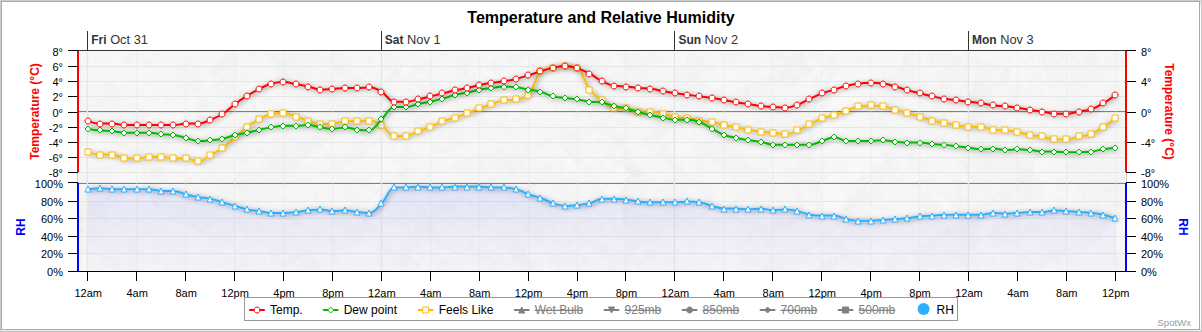 Temperature and Relative Humidity
Fri Oct 31 Sat Nov 1 Sun Nov 2 Mon Nov 3
8° 8°
6°
4° 4°
2°
0° 0°
-2°
-4° -4°
-6°
-8° -8°
Temperature (°C) Temperature (°C)
100% 100%
80% 80%
60% 60%
40% 40%
20% 20%
0% 0%
RH RH
12am 4am 8am 12pm 4pm 8pm 12am 4am 8am 12pm 4pm 8pm 12am 4am 8am 12pm 4pm 8pm 12am 4am 8am 12pm
Temp. Dew point Feels Like Wet Bulb 925mb 850mb 700mb 500mb RH
SpotWx